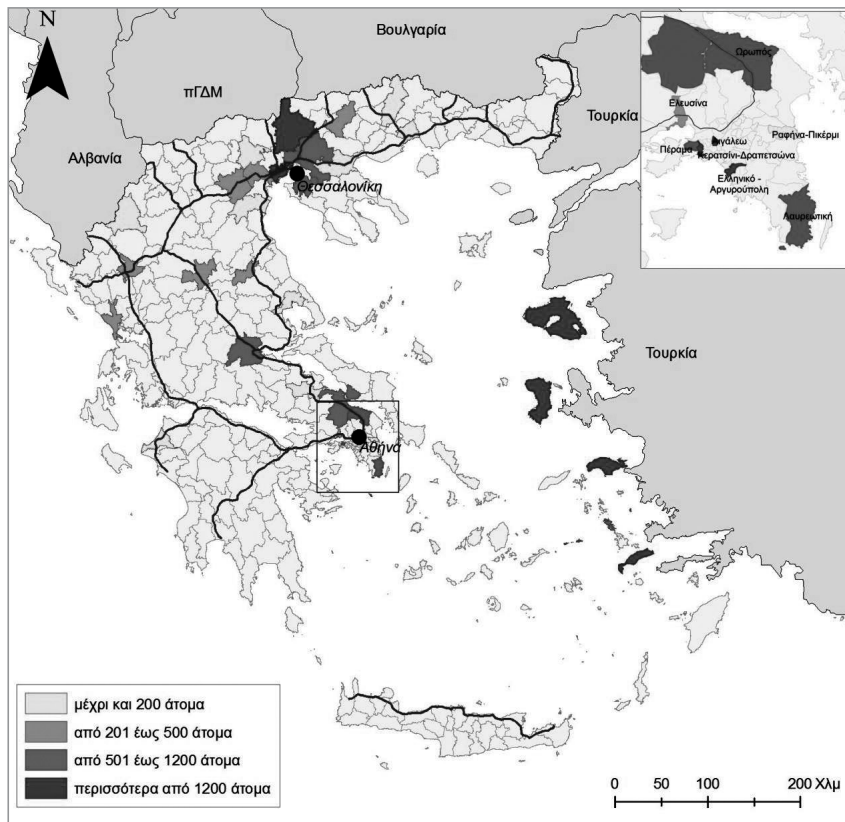 N
Βουλγαρία
πΓΔΜ
Τουρκία
Αλβανία
Θεσσαλονίκη
Ωρωπός
Ελευσίνα
Αιγάλεω
Ραφήνα-Πικέρμι
Πέραμα
Κερατσίνι-Δραπετσώνα
Ελληνικό -
Αργυρούπολη
Λαυρεωτική
Τουρκία
Αθήνα
μέχρι και 200 άτομα
από 201 έως 500 άτομα
από 501 έως 1200 άτομα
περισσότερα από 1200 άτομα
0 50 100 200 Χλμ